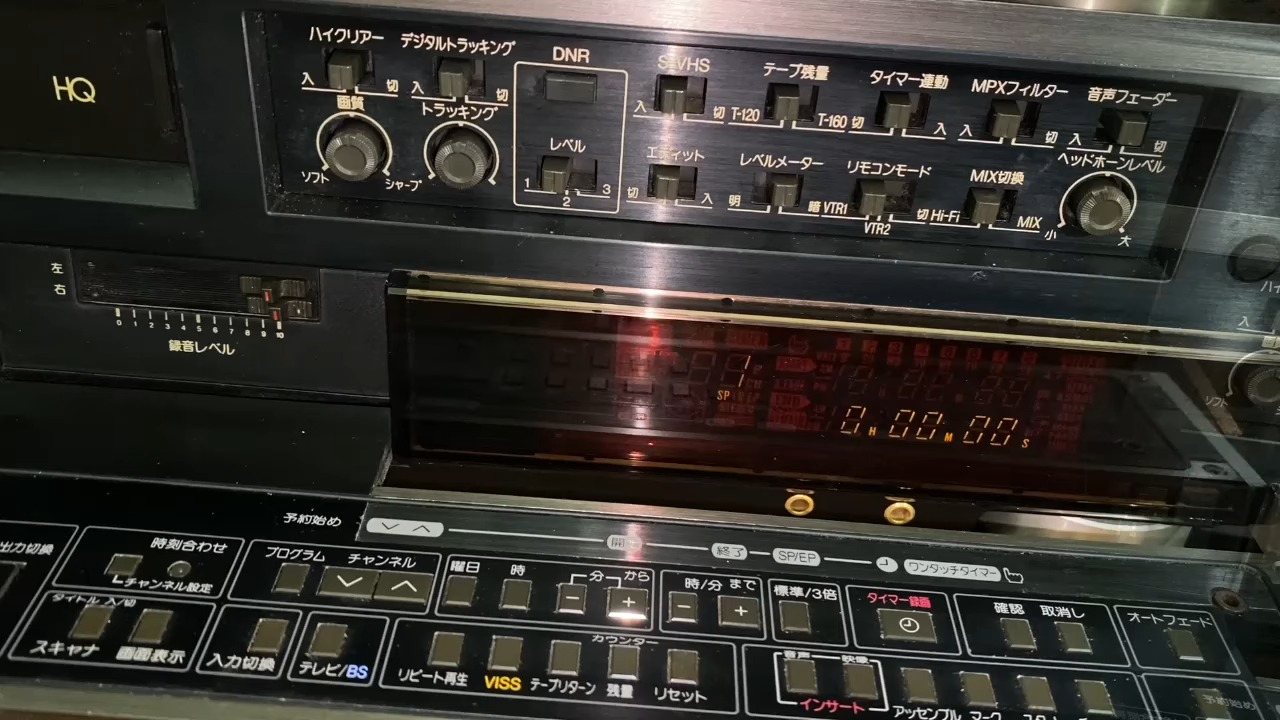 HQ
ハイクリアー デジタルトラッキング DNR S-VHS テープ残量 タイマー連動 MPXフィルター 音声フェーダー
入 切 入 切 入 切 T-120 T-160 切 入 入 切 入 切
画質 トラッキング レベル エディット レベルメーター リモコンモード MIX切換 ヘッドホーンレベル
ソフト シャープ 1 2 3 切 入 明 暗 VTR1 VTR2 切 Hi-Fi MIX 小 大
左
右
0 1 2 3 4 5 6 7 8 9 10
録音レベル
入
ソフト
SP
0 H 00 M 00 S
予約始め 終了 SP/EP ワンタッチタイマー
出力切換 時刻合わせ プログラム チャンネル 曜日 時 分 から 時/分 まで 標準/3倍 タイマー録画 確認 取消し オートフェード
チャンネル設定
− + − +
タイトル 入/切 カウンター 音声 映像
スキャナ 画面表示 入力切換 テレビ/BS リピート再生 VISS テープリターン 残量 リセット インサート アッセンブル マーク
予約始め